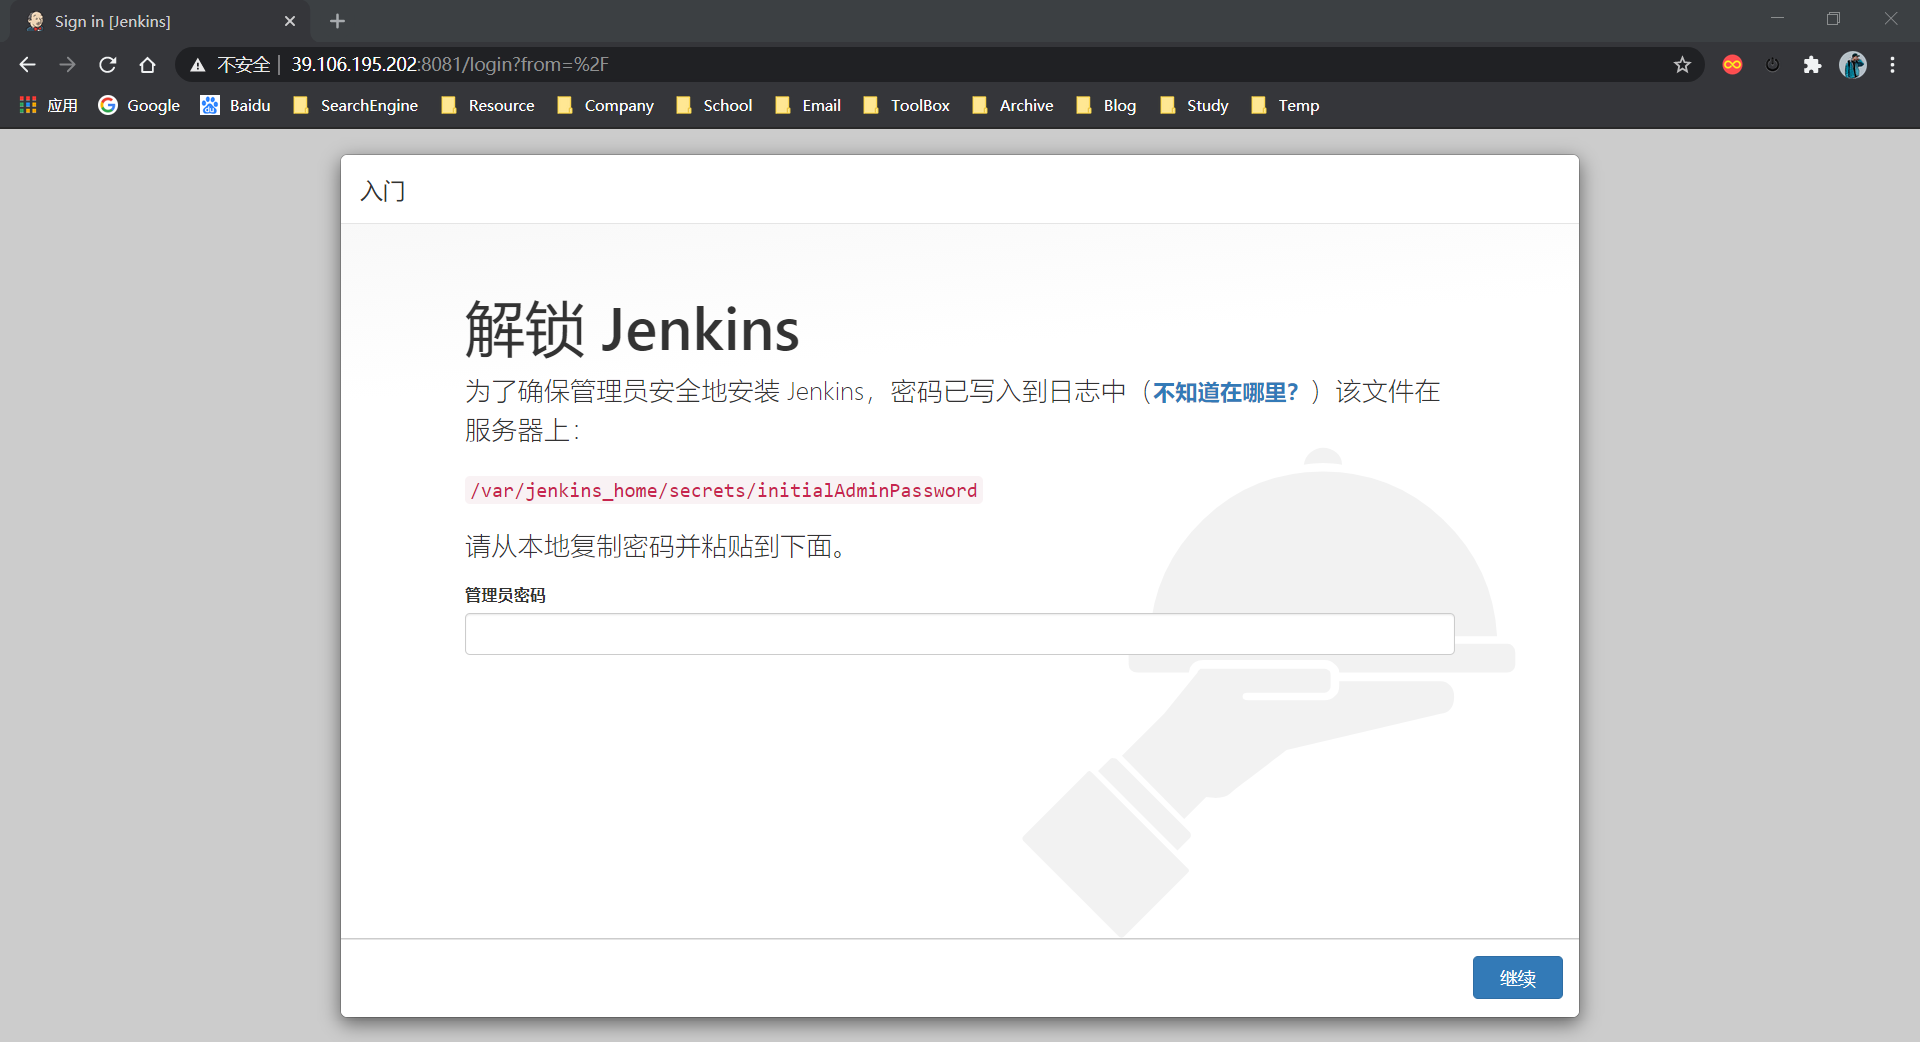 Sign in [Jenkins]
不安全 | 39.106.195.202:8081/login?from=%2F
应用 Google Baidu SearchEngine Resource Company School Email ToolBox Archive Blog Study Temp
入门
解锁 Jenkins
为了确保管理员安全地安装 Jenkins，密码已写入到日志中（不知道在哪里？）该文件在
服务器上：
/var/jenkins_home/secrets/initialAdminPassword
请从本地复制密码并粘贴到下面。
管理员密码
继续